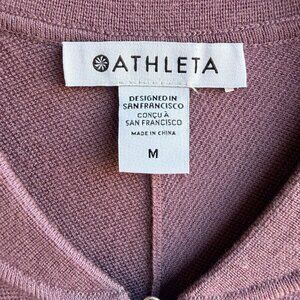 ATHLETA
DESIGNED IN
SAN FRANCISCO
CONÇU À
SAN FRANCISCO
MADE IN CHINA
M